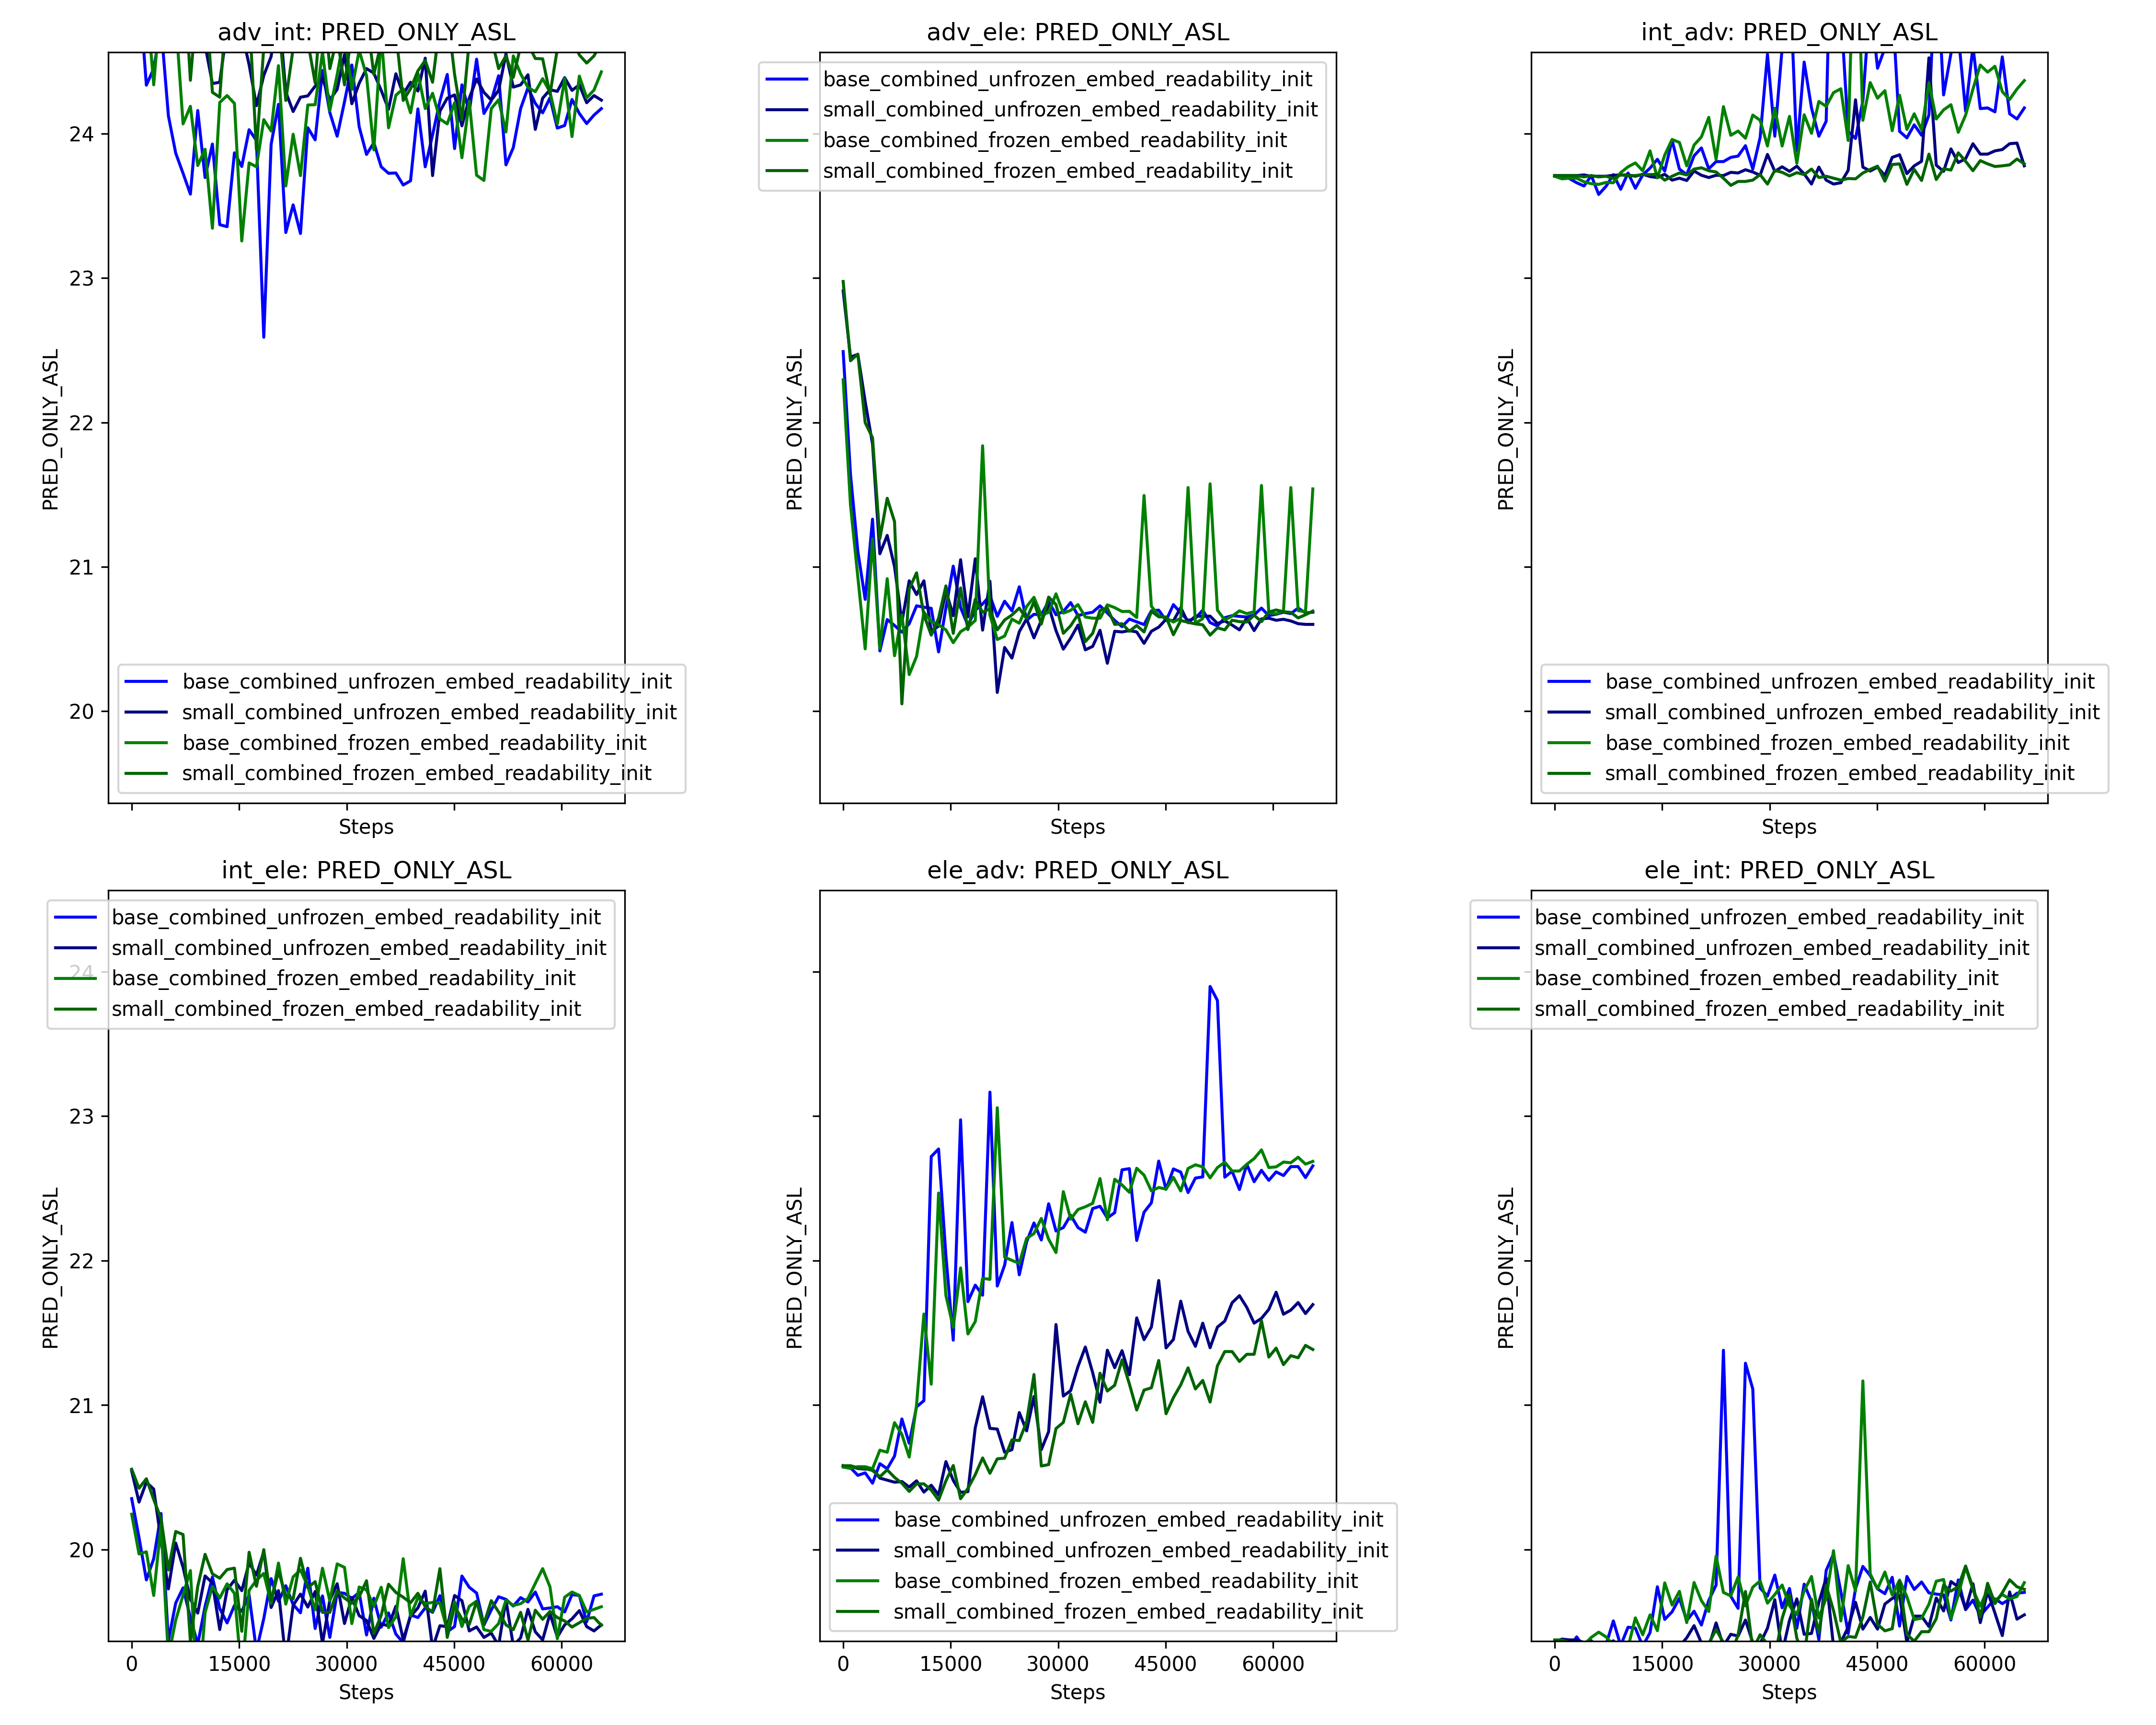 adv_int: PRED_ONLY_ASL
PRED_ONLY_ASL
24
23
22
21
20
base_combined_unfrozen_embed_readability_init
small_combined_unfrozen_embed_readability_init
base_combined_frozen_embed_readability_init
small_combined_frozen_embed_readability_init
Steps
adv_ele: PRED_ONLY_ASL
base_combined_unfrozen_embed_readability_init
small_combined_unfrozen_embed_readability_init
base_combined_frozen_embed_readability_init
small_combined_frozen_embed_readability_init
PRED_ONLY_ASL
Steps
int_adv: PRED_ONLY_ASL
PRED_ONLY_ASL
base_combined_unfrozen_embed_readability_init
small_combined_unfrozen_embed_readability_init
base_combined_frozen_embed_readability_init
small_combined_frozen_embed_readability_init
Steps
int_ele: PRED_ONLY_ASL
base_combined_unfrozen_embed_readability_init
small_combined_unfrozen_embed_readability_init
base_combined_frozen_embed_readability_init
small_combined_frozen_embed_readability_init
PRED_ONLY_ASL
24
23
22
21
20
0 15000 30000 45000 60000
Steps
ele_adv: PRED_ONLY_ASL
PRED_ONLY_ASL
base_combined_unfrozen_embed_readability_init
small_combined_unfrozen_embed_readability_init
base_combined_frozen_embed_readability_init
small_combined_frozen_embed_readability_init
0 15000 30000 45000 60000
Steps
ele_int: PRED_ONLY_ASL
base_combined_unfrozen_embed_readability_init
small_combined_unfrozen_embed_readability_init
base_combined_frozen_embed_readability_init
small_combined_frozen_embed_readability_init
PRED_ONLY_ASL
0 15000 30000 45000 60000
Steps